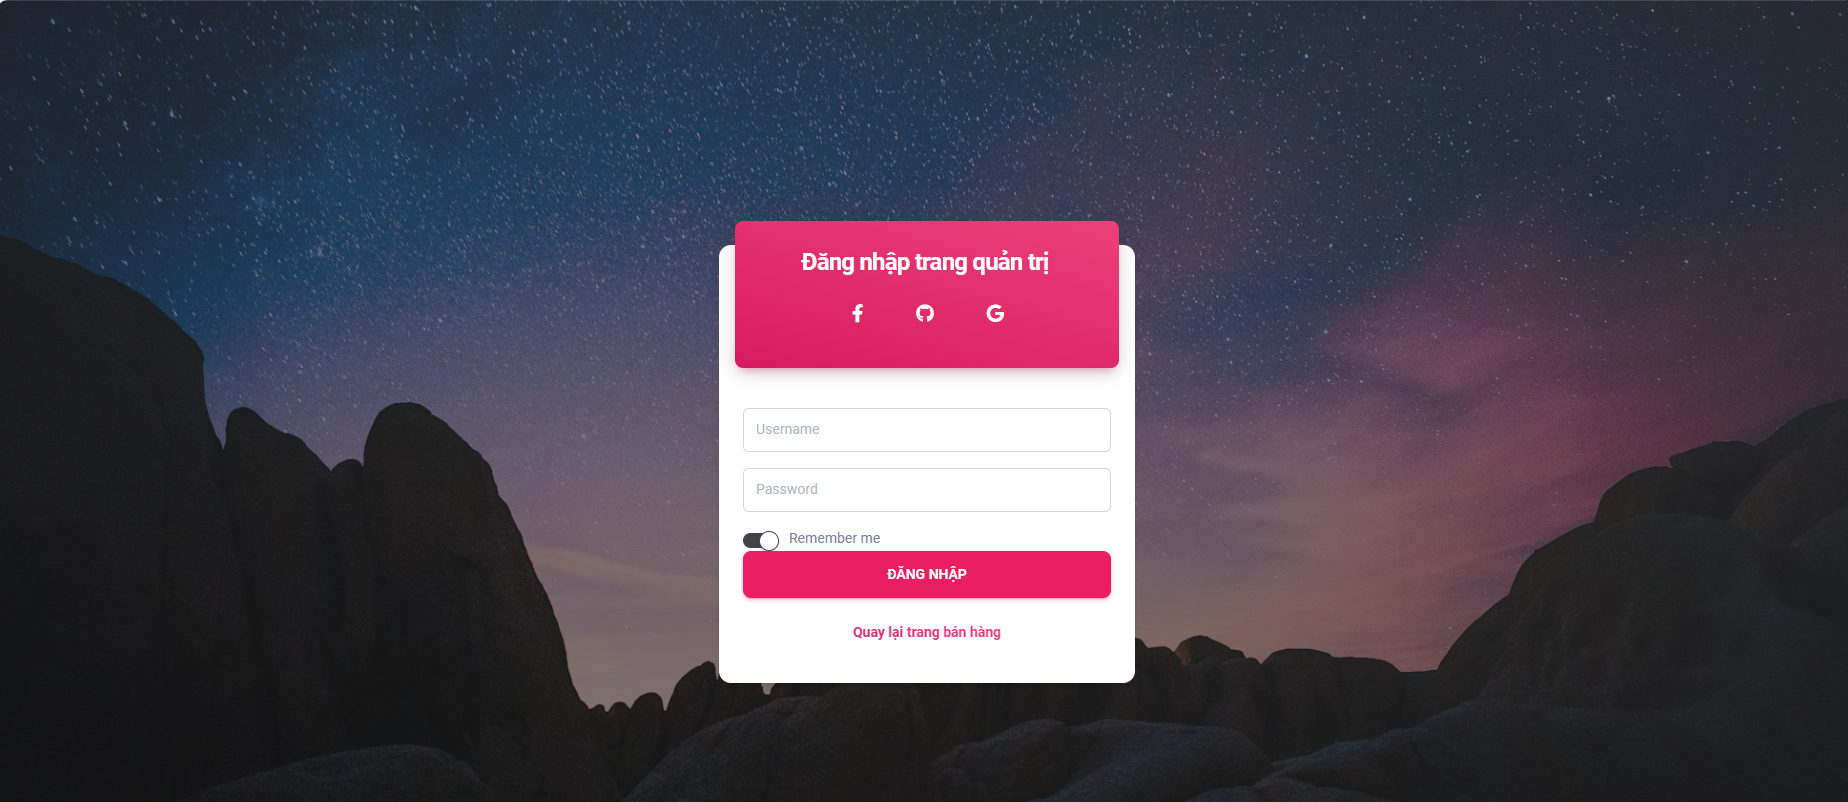 Đăng nhập trang quản trị
Username
Password
Remember me
ĐĂNG NHẬP
Quay lại trang bán hàng